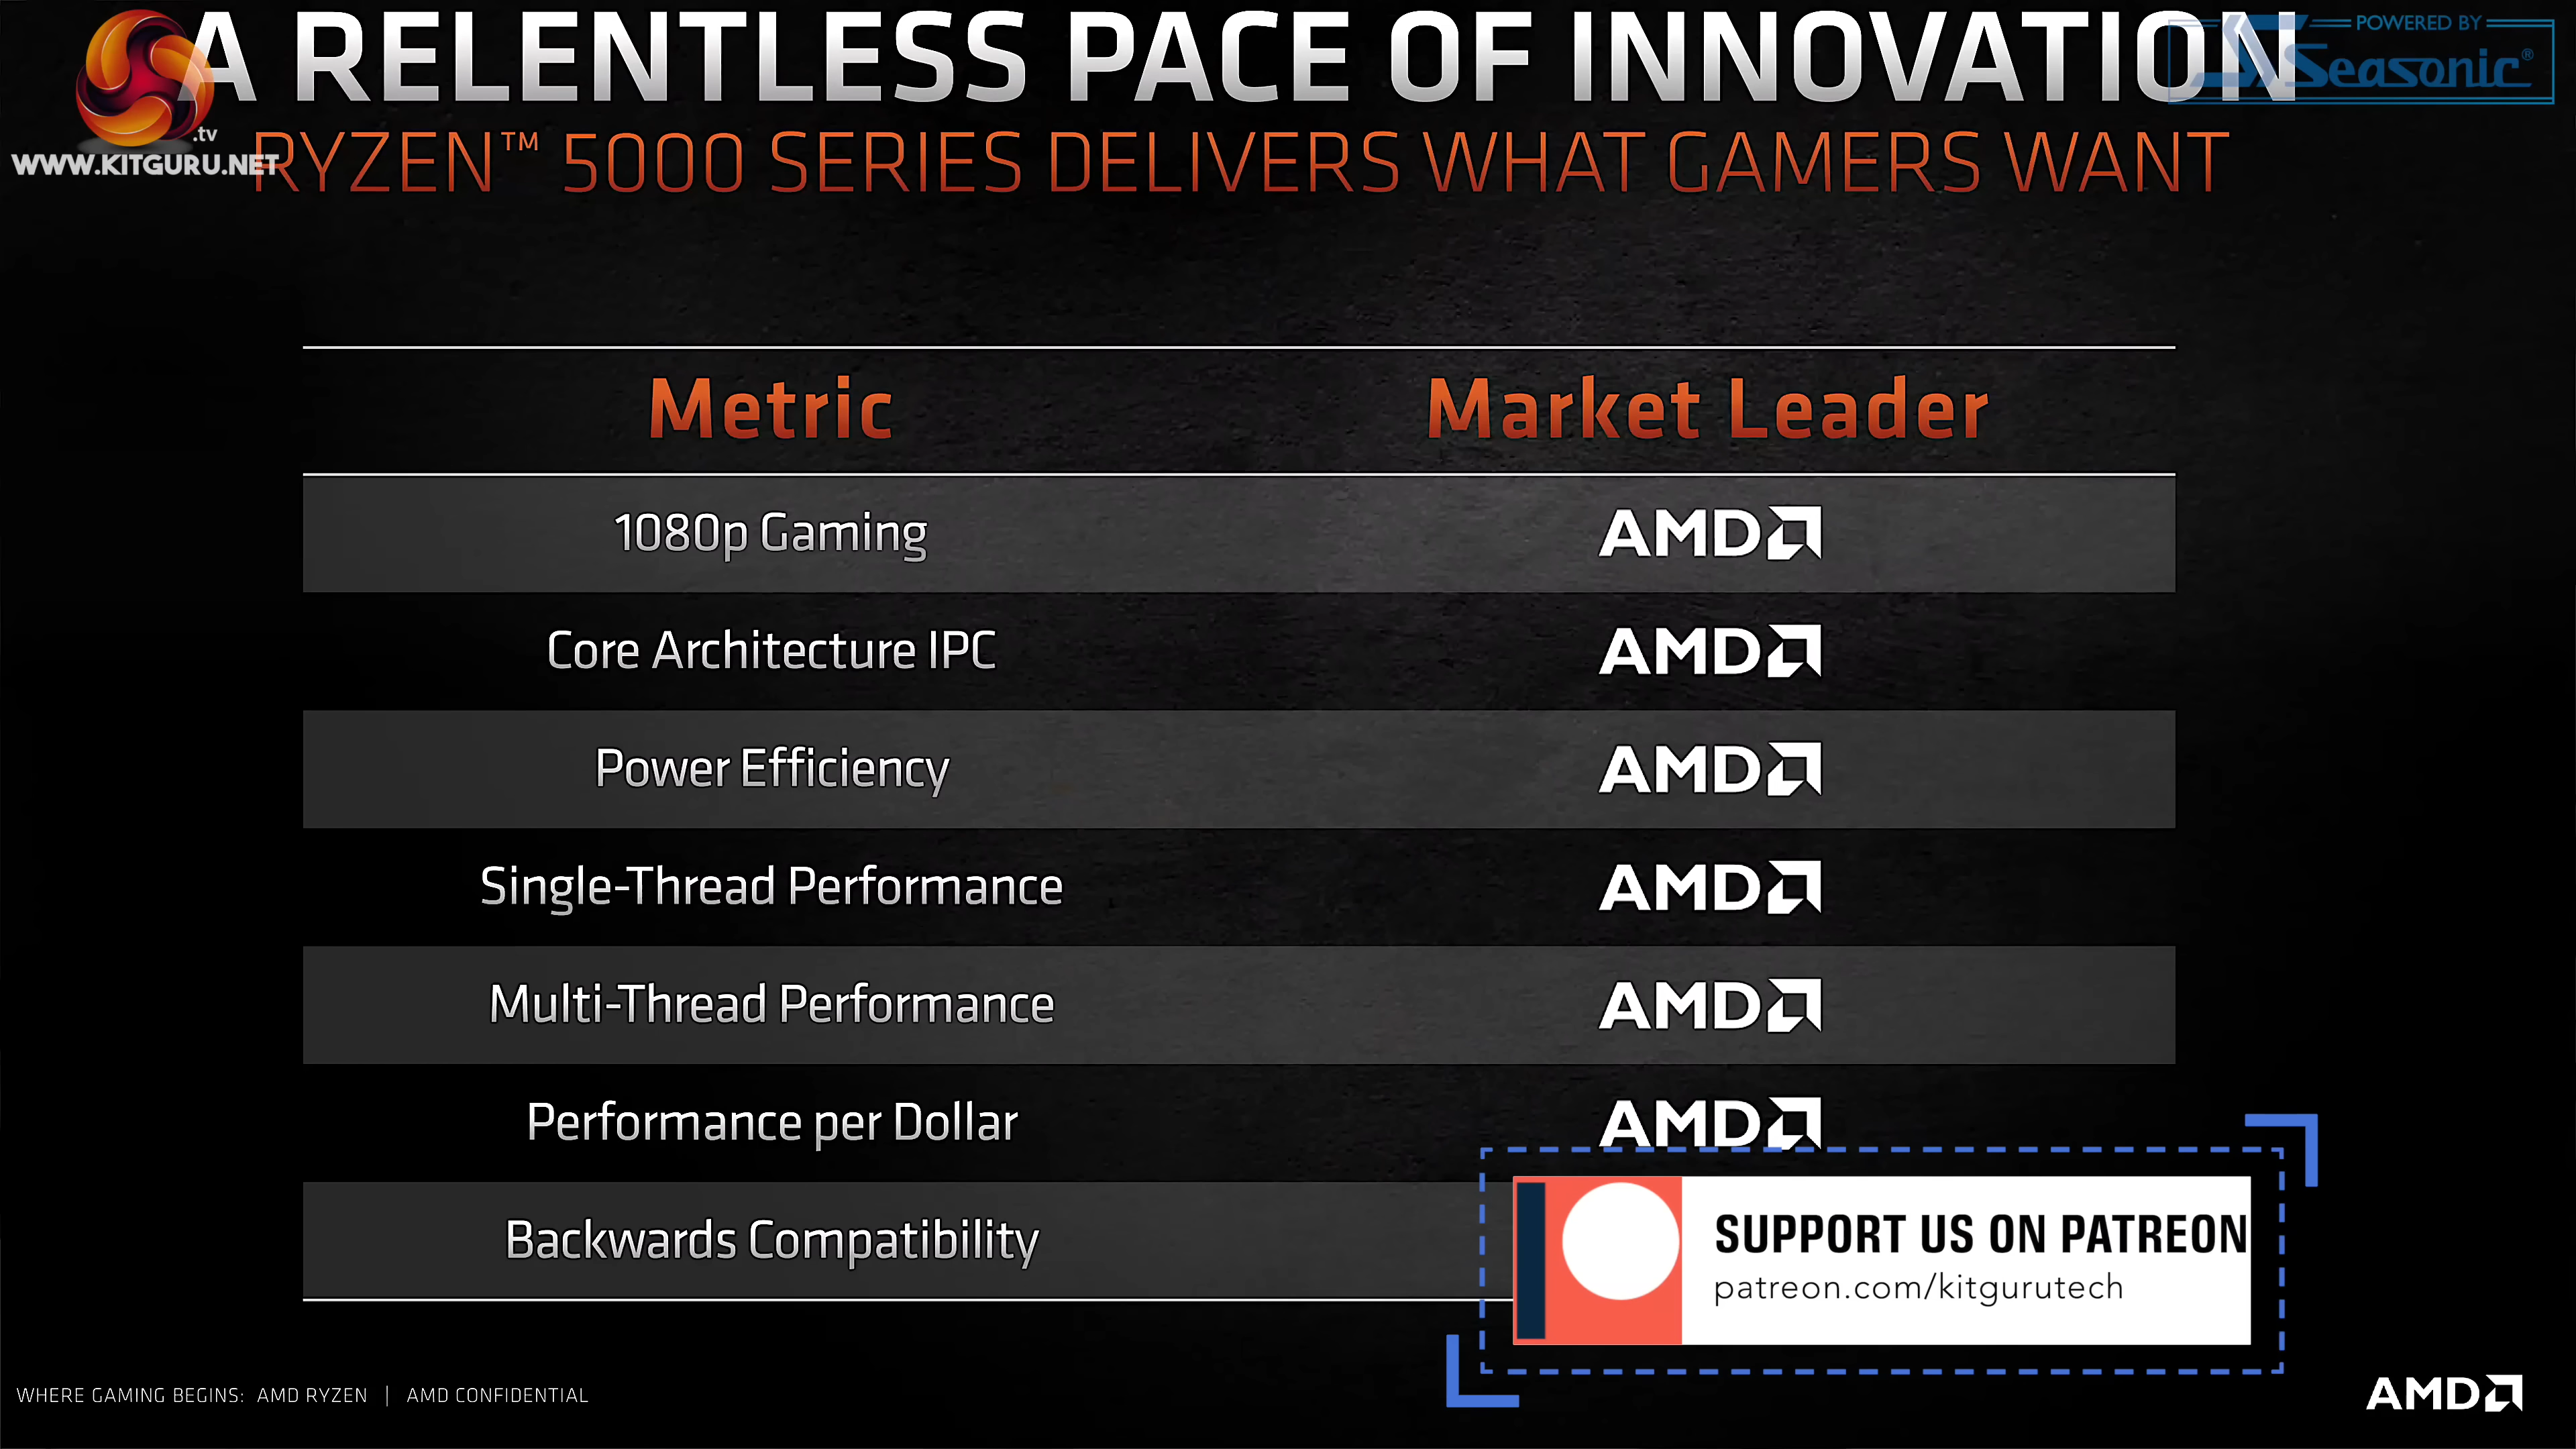 A RELENTLESS PACE OF INNOVATION
POWERED BY
Seasonic®
.tv
WWW.KITGURU.NET
RYZEN™ 5000 SERIES DELIVERS WHAT GAMERS WANT
Metric Market Leader
1080p Gaming AMD
Core Architecture IPC AMD
Power Efficiency AMD
Single-Thread Performance AMD
Multi-Thread Performance AMD
Performance per Dollar AMD
Backwards Compatibility
SUPPORT US ON PATREON
patreon.com/kitgurutech
WHERE GAMING BEGINS: AMD RYZEN | AMD CONFIDENTIAL
AMD